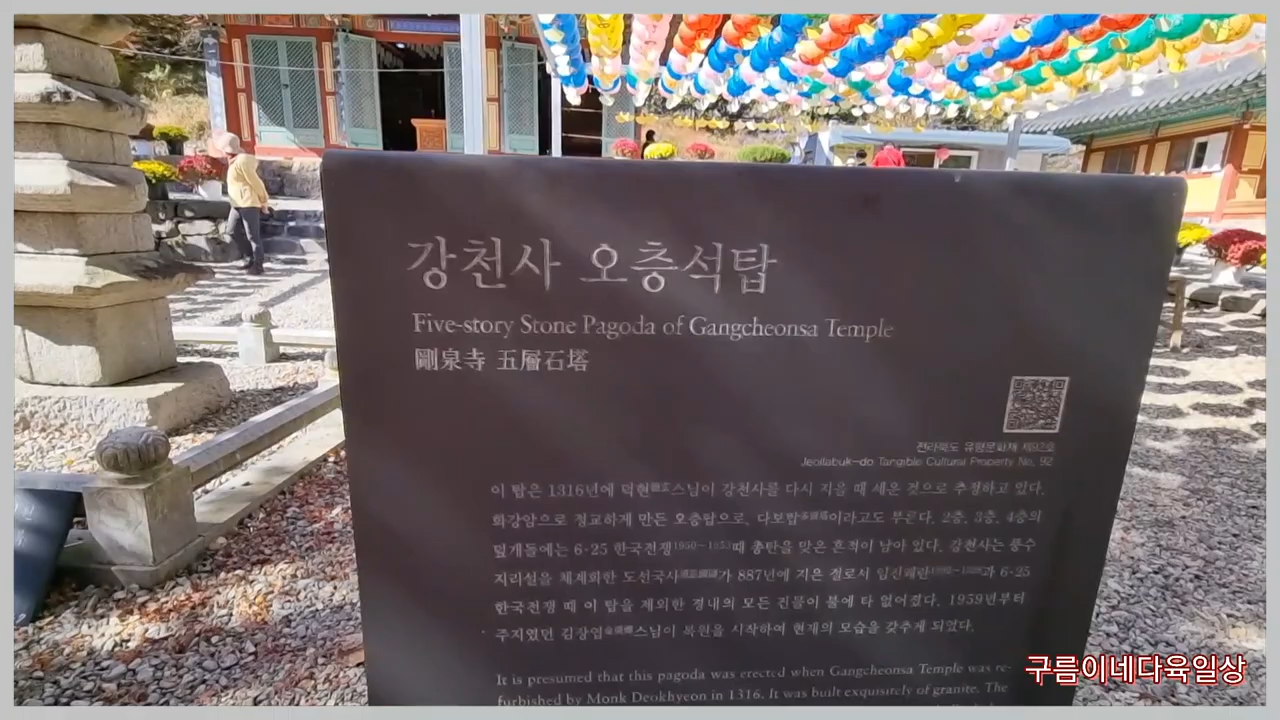 강천사 오층석탑
Five-story Stone Pagoda of Gangcheonsa Temple
剛泉寺 五層石塔
전라북도 유형문화재 제92호
Jeollabuk-do Tangible Cultural Property No. 92
이 탑은 1316년에 덕현스님이 강천사를 다시 지을 때 세운 것으로 추정하고 있다.
화강암으로 정교하게 만든 오층탑으로, 다보탑이라고도 부른다. 2층, 3층, 4층의
덮개돌에는 6·25 한국전쟁1950~1953때 총탄을 맞은 흔적이 남아 있다. 강천사는 풍수
지리설을 체계화한 도선국사가 887년에 지은 절로서 임진왜란과 6·25
한국전쟁 때 이 탑을 제외한 경내의 모든 건물이 불에 타 없어졌다. 1959년부터
주지였던 김장엽스님이 복원을 시작하여 현재의 모습을 갖추게 되었다.
It is presumed that this pagoda was erected when Gangcheonsa Temple was re-
furbished by Monk Deokhyeon in 1316. It was built exquisitely of granite. The
구름이네다육일상